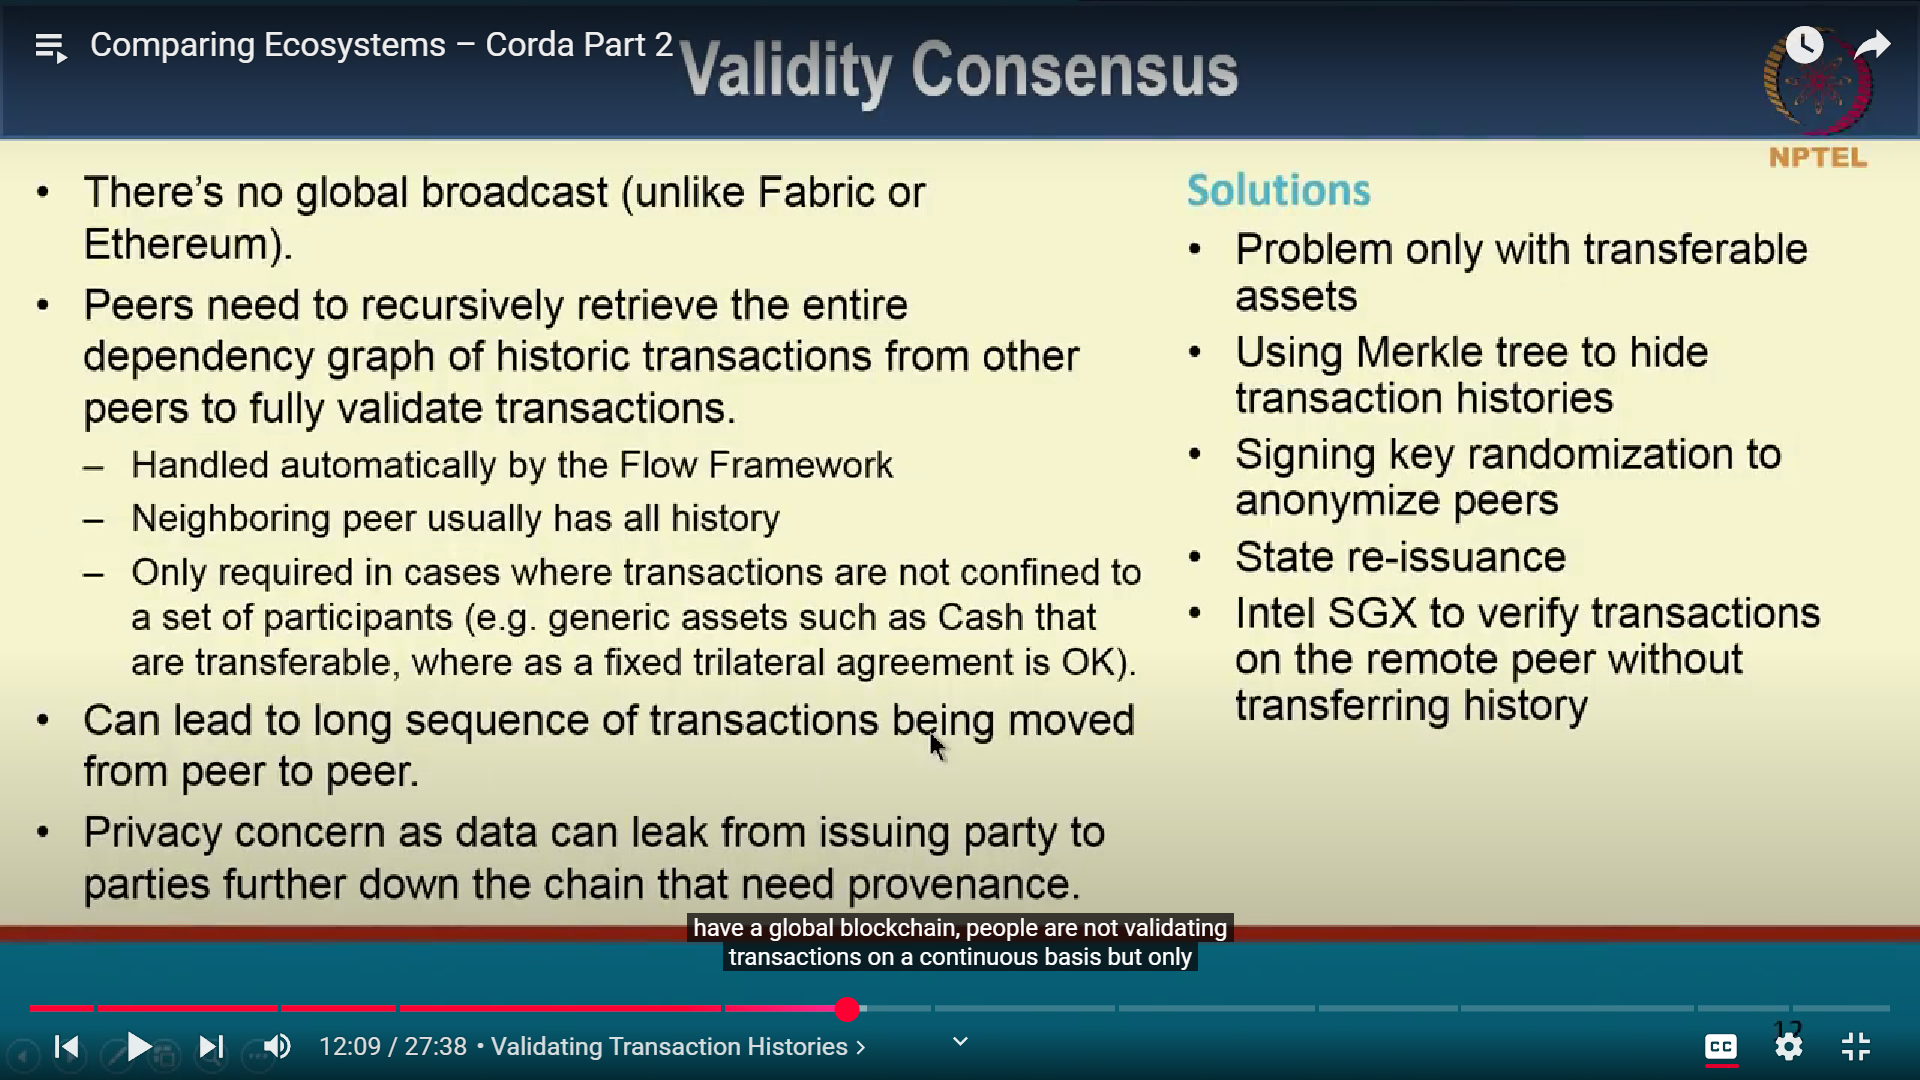 Comparing Ecosystems – Corda Part 2
Validity Consensus
NPTEL
• There's no global broadcast (unlike Fabric or
Ethereum).
• Peers need to recursively retrieve the entire
dependency graph of historic transactions from other
peers to fully validate transactions.
– Handled automatically by the Flow Framework
– Neighboring peer usually has all history
– Only required in cases where transactions are not confined to
a set of participants (e.g. generic assets such as Cash that
are transferable, where as a fixed trilateral agreement is OK).
• Can lead to long sequence of transactions being moved
from peer to peer.
• Privacy concern as data can leak from issuing party to
parties further down the chain that need provenance.
Solutions
• Problem only with transferable
assets
• Using Merkle tree to hide
transaction histories
• Signing key randomization to
anonymize peers
• State re-issuance
• Intel SGX to verify transactions
on the remote peer without
transferring history
have a global blockchain, people are not validating
transactions on a continuous basis but only
12:09 / 27:38 • Validating Transaction Histories ›
CC
12